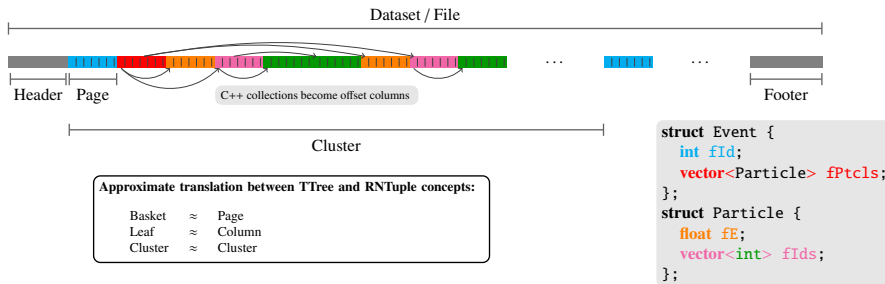 Dataset / File
... ...
Header Page Footer
C++ collections become offset columns
Cluster
Approximate translation between TTree and RNTuple concepts:
Basket ≈ Page
Leaf ≈ Column
Cluster ≈ Cluster
struct Event {
int fId;
vector<Particle> fPtcls;
};
struct Particle {
float fE;
vector<int> fIds;
};